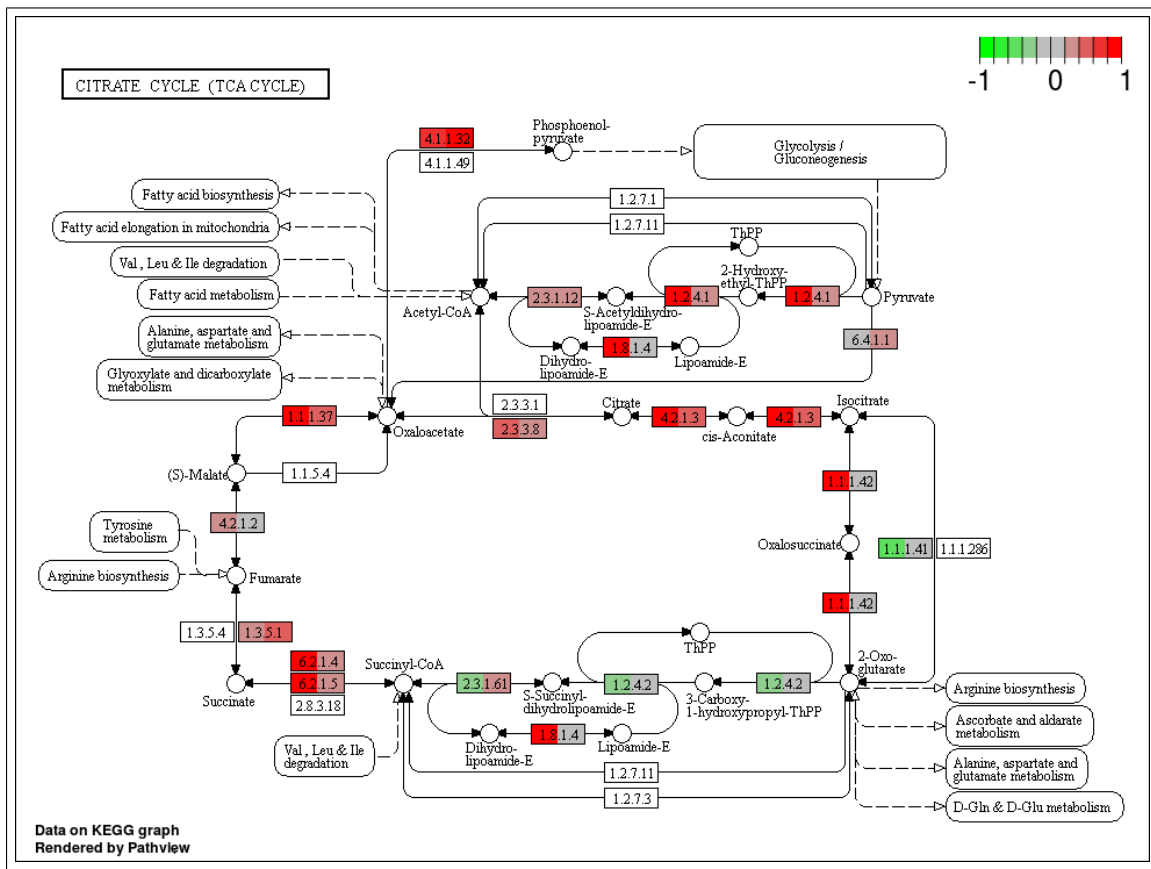 -1 0 1
CITRATE CYCLE (TCA CYCLE)
Phosphoenol-
pyruvate
4.1.1.32
4.1.1.49
Glycolysis /
Gluconeogenesis
Fatty acid biosynthesis
Fatty acid elongation in mitochondria
Val, Leu & Ile degradation
Fatty acid metabolism
Alanine, aspartate and
glutamate metabolism
Glyoxylate and dicarboxylate
metabolism
1.2.7.1
1.2.7.11
ThPP
2-Hydroxy-
ethyl-ThPP
Acetyl-CoA
2.3.1.12
S-Acetyldihydro-
lipoamide-E
1.2.4.1
1.2.4.1
Pyruvate
Dihydro-
lipoamide-E
1.8.1.4
Lipoamide-E
6.4.1.1
1.1.1.37
Oxaloacetate
2.3.3.1
2.3.3.8
Citrate
4.2.1.3
cis-Aconitate
4.2.1.3
Isocitrate
(S)-Malate
1.1.5.4
1.1.1.42
4.2.1.2
Tyrosine
metabolism
Arginine biosynthesis
Fumarate
Oxalosuccinate
1.1.1.41
1.1.1.286
1.1.1.42
1.3.5.4
1.3.5.1
ThPP
2-Oxo-
glutarate
Succinate
6.2.1.4
6.2.1.5
2.8.3.18
Succinyl-CoA
2.3.1.61
S-Succinyl-
dihydrolipoamide-E
1.2.4.2
3-Carboxy-
1-hydroxypropyl-ThPP
1.2.4.2
Dihydro-
lipoamide-E
1.8.1.4
Lipoamide-E
Val, Leu & Ile
degradation
1.2.7.11
1.2.7.3
Arginine biosynthesis
Ascorbate and aldarate
metabolism
Alanine, aspartate and
glutamate metabolism
D-Gln & D-Glu metabolism
Data on KEGG graph
Rendered by Pathview